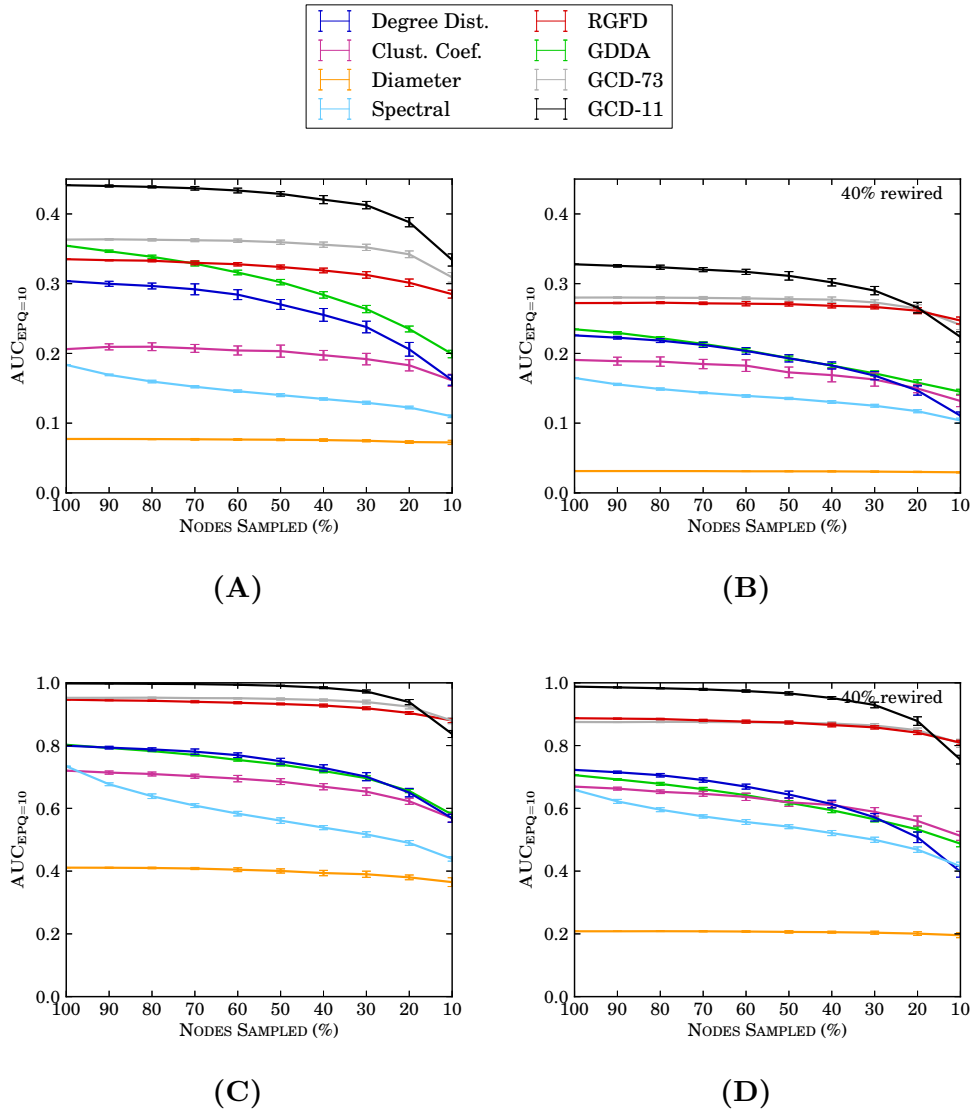 Degree Dist. RGFD
Clust. Coef. GDDA
Diameter GCD-73
Spectral GCD-11
40% rewired
0.4 0.4
0.3 0.3
0.2 0.2
0.1 0.1
0.0 0.0
AUC_EPQ=10 AUC_EPQ=10
100 90 80 70 60 50 40 30 20 10 100 90 80 70 60 50 40 30 20 10
NODES SAMPLED (%) NODES SAMPLED (%)
(A) (B)
1.0 1.0
40% rewired
0.8 0.8
0.6 0.6
0.4 0.4
0.2 0.2
0.0 0.0
AUC_EPQ=10 AUC_EPQ=10
100 90 80 70 60 50 40 30 20 10 100 90 80 70 60 50 40 30 20 10
NODES SAMPLED (%) NODES SAMPLED (%)
(C) (D)